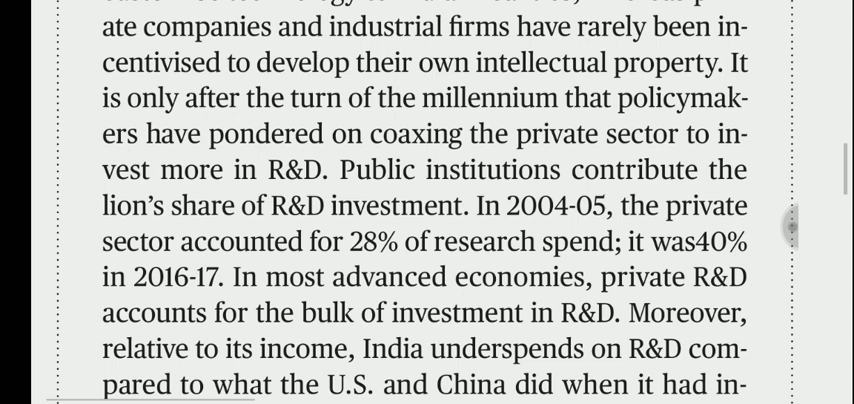 ate companies and industrial firms have rarely been in-
centivised to develop their own intellectual property. It
is only after the turn of the millennium that policymak-
ers have pondered on coaxing the private sector to in-
vest more in R&D. Public institutions contribute the
lion’s share of R&D investment. In 2004-05, the private
sector accounted for 28% of research spend; it was40%
in 2016-17. In most advanced economies, private R&D
accounts for the bulk of investment in R&D. Moreover,
relative to its income, India underspends on R&D com-
pared to what the U.S. and China did when it had in-